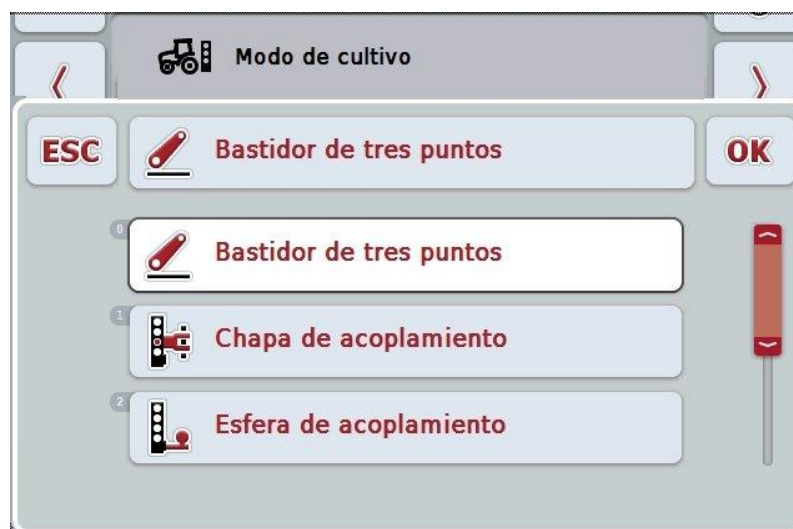 Modo de cultivo
ESC
Bastidor de tres puntos
OK
0
Bastidor de tres puntos
1
Chapa de acoplamiento
2
Esfera de acoplamiento